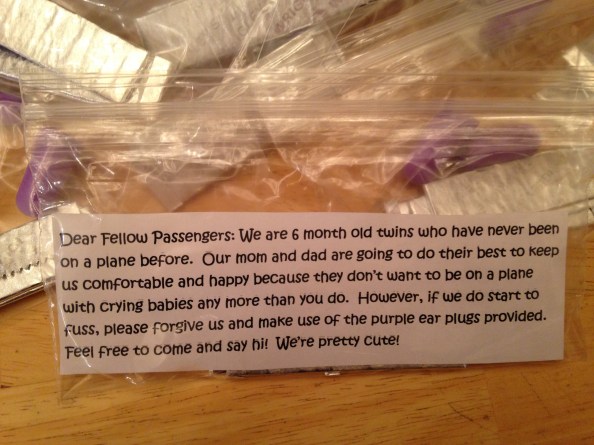 Dear Fellow Passengers: We are 6 month old twins who have never been
on a plane before. Our mom and dad are going to do their best to keep
us comfortable and happy because they don't want to be on a plane
with crying babies any more than you do. However, if we do start to
fuss, please forgive us and make use of the purple ear plugs provided.
Feel free to come and say hi! We're pretty cute!